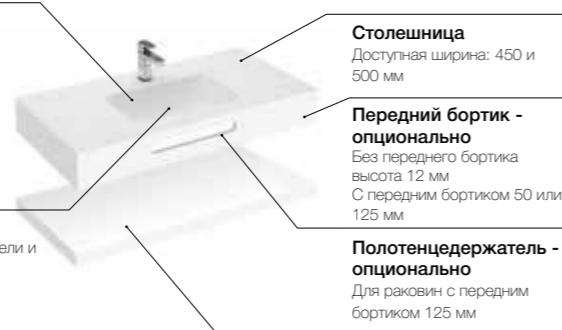 Столешница
Доступная ширина: 450 и
500 мм
Передний бортик -
опционально
Без переднего бортика
высота 12 мм
С передним бортиком 50 или
125 мм
ели и
Полотенцедержатель -
опционально
Для раковин с передним
бортиком 125 мм